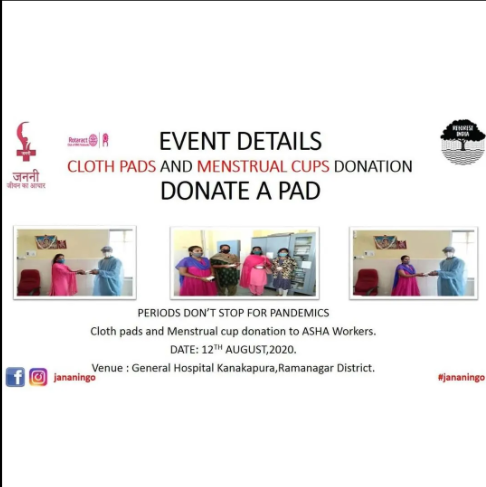 EVENT DETAILS
CLOTH PADS AND MENSTRUAL CUPS DONATION
DONATE A PAD
जननी
जीवन का आधार
Rotaract
REFOREST
INDIA
PERIODS DON'T STOP FOR PANDEMICS
Cloth pads and Menstrual cup donation to ASHA Workers.
DATE: 12TH AUGUST,2020.
Venue : General Hospital Kanakapura,Ramanagar District.
jananingo
#jananingo